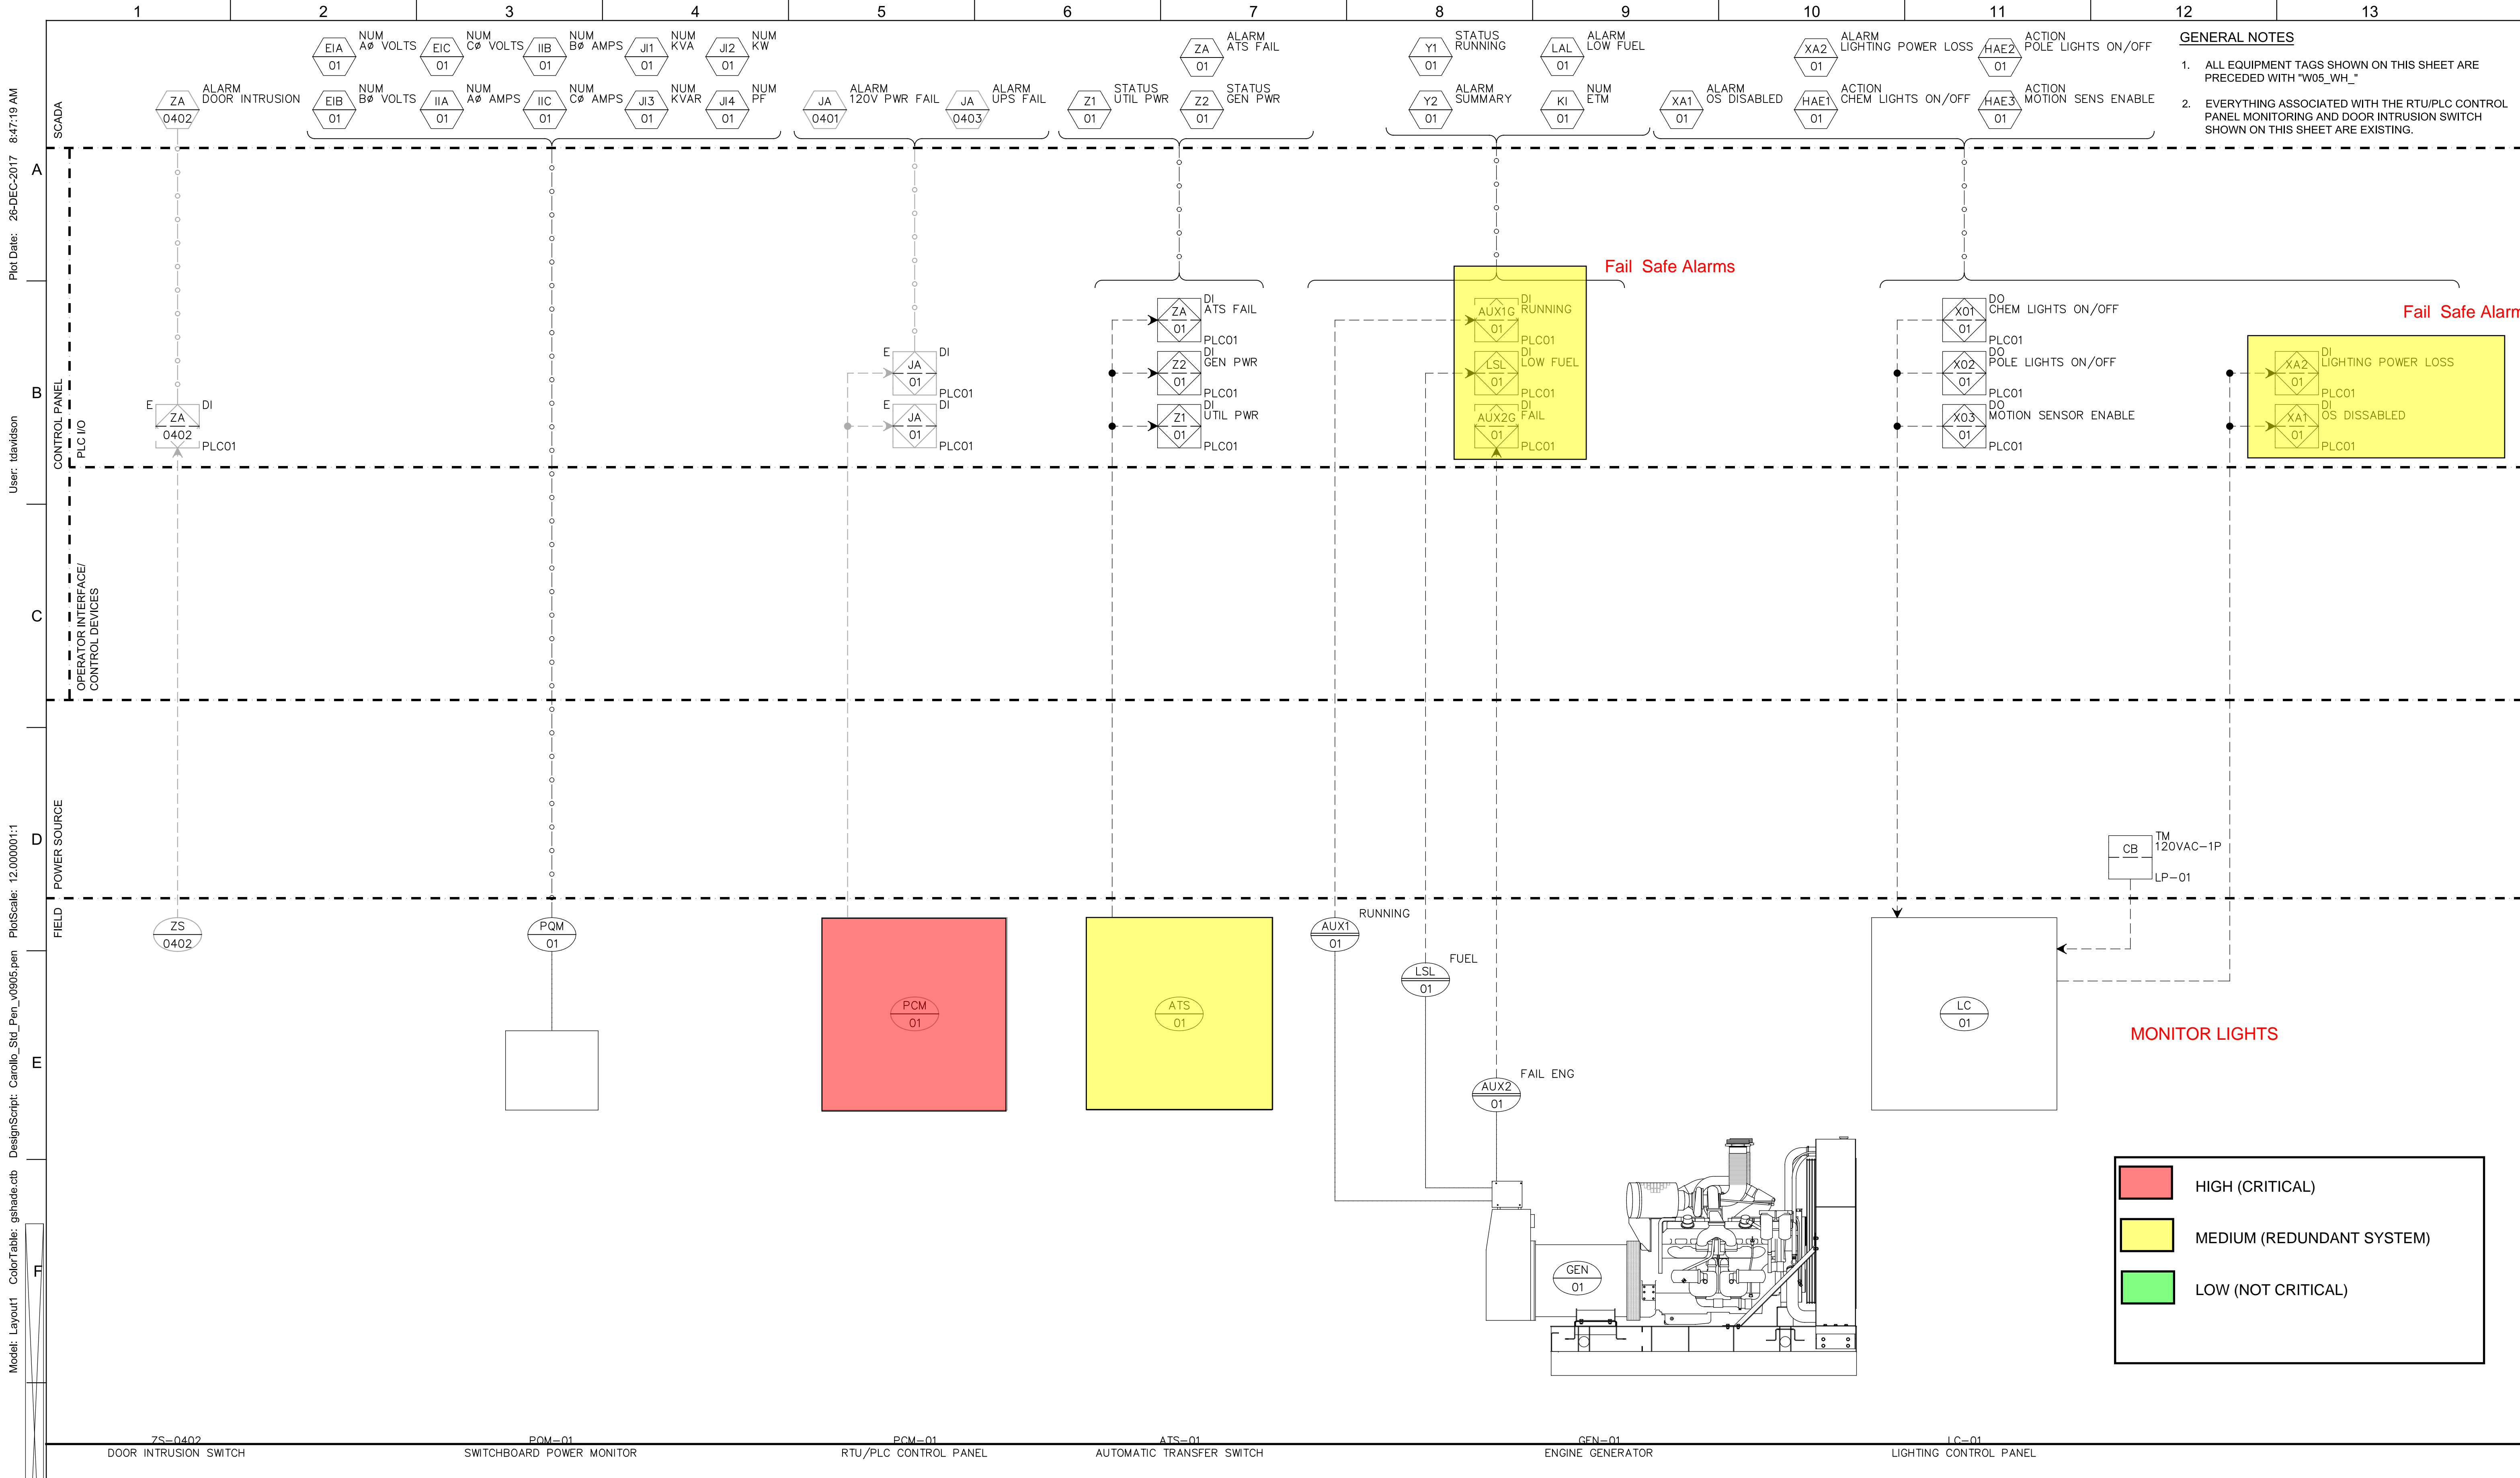 1 2 3 4 5 6 7 8 9 10 11 12 13
A
B
C
D
E
F
Plot Date: 26-DEC-2017 8:47:19 AM
User: tdavidson
Model: Layout1 ColorTable: gshade.ctb DesignScript: Carollo_Std_Pen_v0905.pen PlotScale: 12.000001:1
SCADA
CONTROL PANEL
PLC I/O
OPERATOR INTERFACE/
CONTROL DEVICES
POWER SOURCE
FIELD
ZA
0402
ALARM
DOOR INTRUSION
EIA
01
NUM
AØ VOLTS
EIC
01
NUM
CØ VOLTS
IIB
01
NUM
BØ AMPS
JI1
01
NUM
KVA
JI2
01
NUM
KW
EIB
01
NUM
BØ VOLTS
IIA
01
NUM
AØ AMPS
IIC
01
NUM
CØ AMPS
JI3
01
NUM
KVAR
JI4
01
NUM
PF
JA
0401
ALARM
120V PWR FAIL
JA
0403
ALARM
UPS FAIL
ZA
01
ALARM
ATS FAIL
Z1
01
STATUS
UTIL PWR
Z2
01
STATUS
GEN PWR
Y1
01
STATUS
RUNNING
LAL
01
ALARM
LOW FUEL
Y2
01
ALARM
SUMMARY
KI
01
NUM
ETM
XA2
01
ALARM
LIGHTING POWER LOSS
HAE2
01
ACTION
POLE LIGHTS ON/OFF
XA1
01
ALARM
OS DISABLED
HAE1
01
ACTION
CHEM LIGHTS ON/OFF
HAE3
01
ACTION
MOTION SENS ENABLE
GENERAL NOTES
1. ALL EQUIPMENT TAGS SHOWN ON THIS SHEET ARE
PRECEDED WITH "W05_WH_"
2. EVERYTHING ASSOCIATED WITH THE RTU/PLC CONTROL
PANEL MONITORING AND DOOR INTRUSION SWITCH
SHOWN ON THIS SHEET ARE EXISTING.
Fail Safe Alarms
Fail Safe Alarm
E
ZA
0402
DI
PLC01
E
JA
01
DI
PLC01
E
JA
01
DI
PLC01
ZA
01
DI
ATS FAIL
PLC01
Z2
01
DI
GEN PWR
PLC01
Z1
01
DI
UTIL PWR
PLC01
AUX1G
01
DI
RUNNING
PLC01
LSL
01
DI
LOW FUEL
PLC01
AUX2G
01
DI
FAIL
PLC01
X01
01
DO
CHEM LIGHTS ON/OFF
PLC01
X02
01
DO
POLE LIGHTS ON/OFF
PLC01
X03
01
DO
MOTION SENSOR ENABLE
PLC01
XA2
01
DI
LIGHTING POWER LOSS
PLC01
XA1
01
DI
OS DISSABLED
PLC01
CB
TM
120VAC-1P
LP-01
ZS
0402
PQM
01
PCM
01
ATS
01
AUX1
01
RUNNING
LSL
01
FUEL
AUX2
01
FAIL ENG
GEN
01
LC
01
MONITOR LIGHTS
HIGH (CRITICAL)
MEDIUM (REDUNDANT SYSTEM)
LOW (NOT CRITICAL)
ZS-0402
DOOR INTRUSION SWITCH
PQM-01
SWITCHBOARD POWER MONITOR
PCM-01
RTU/PLC CONTROL PANEL
ATS-01
AUTOMATIC TRANSFER SWITCH
GEN-01
ENGINE GENERATOR
LC-01
LIGHTING CONTROL PANEL